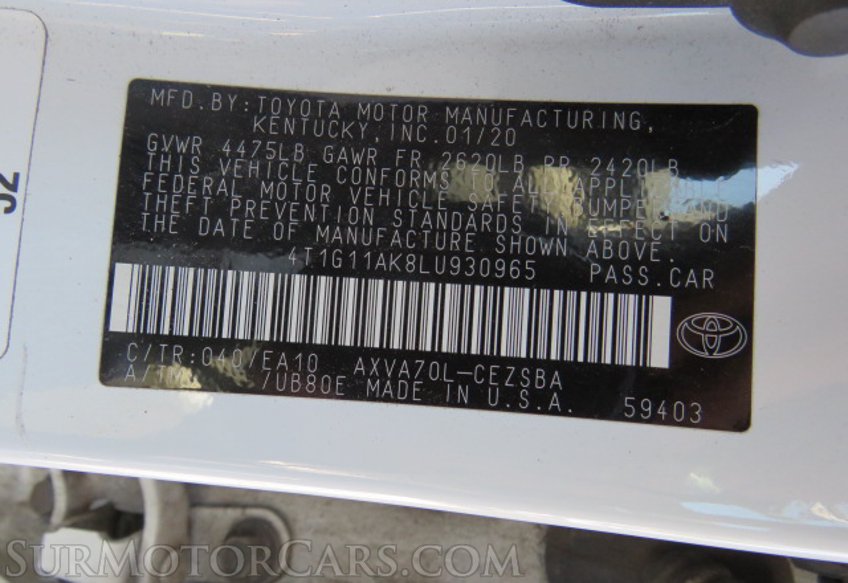 32
MFD.BY:TOYOTA MOTOR MANUFACTURING,
KENTUCKY,INC.01/20
GVWR 4475LB GAWR FR 2620LB RR 2420LB
THIS VEHICLE CONFORMS TO ALL APPLICABLE
FEDERAL MOTOR VEHICLE SAFETY,BUMPER,AND
THEFT PREVENTION STANDARDS IN EFFECT ON
THE DATE OF MANUFACTURE SHOWN ABOVE.
4T1G11AK8LU930965 PASS.CAR
C/TR:040/EA10 AXVA70L-CEZSBA
A/TM: /UB80E MADE IN U.S.A. 59403
SURMOTORCARS.COM